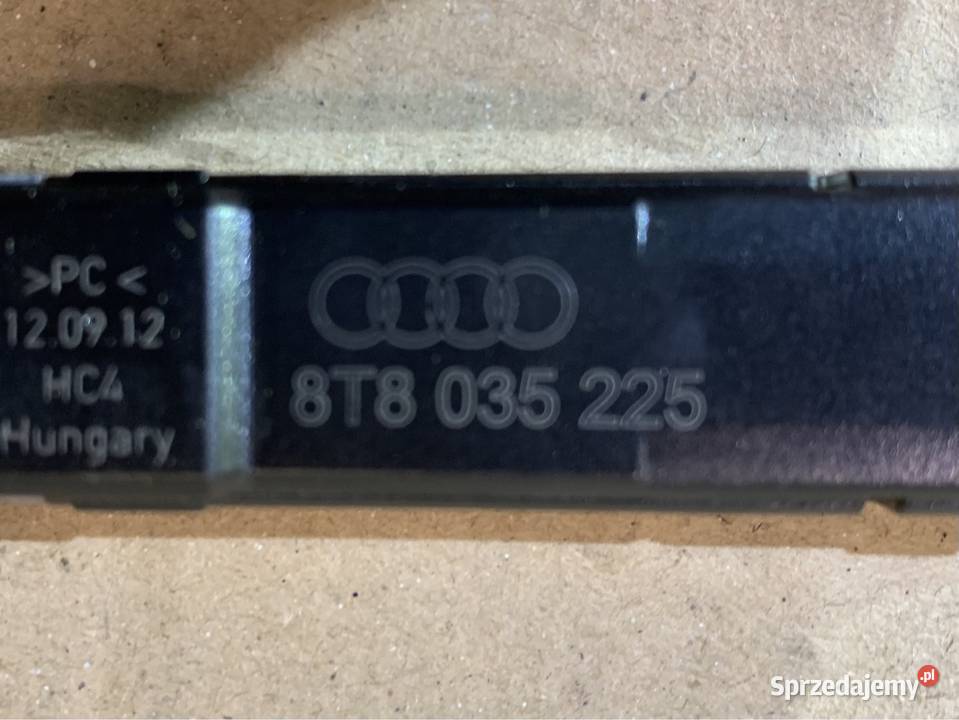 >PC<
12.09.12
HC4
Hungary
8T8 035 225
Sprzedajemy.pl